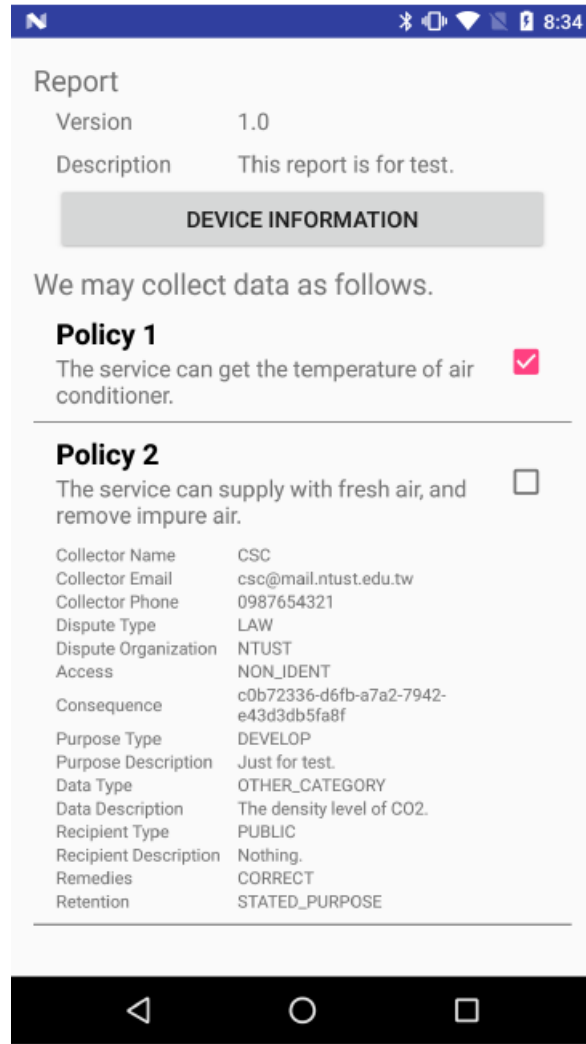 8:34
Report
Version 1.0
Description This report is for test.
DEVICE INFORMATION
We may collect data as follows.
Policy 1
The service can get the temperature of air
conditioner.
Policy 2
The service can supply with fresh air, and
remove impure air.
Collector Name CSC
Collector Email csc@mail.ntust.edu.tw
Collector Phone 0987654321
Dispute Type LAW
Dispute Organization NTUST
Access NON_IDENT
Consequence c0b72336-d6fb-a7a2-7942-
e43d3db5fa8f
Purpose Type DEVELOP
Purpose Description Just for test.
Data Type OTHER_CATEGORY
Data Description The density level of CO2.
Recipient Type PUBLIC
Recipient Description Nothing.
Remedies CORRECT
Retention STATED_PURPOSE